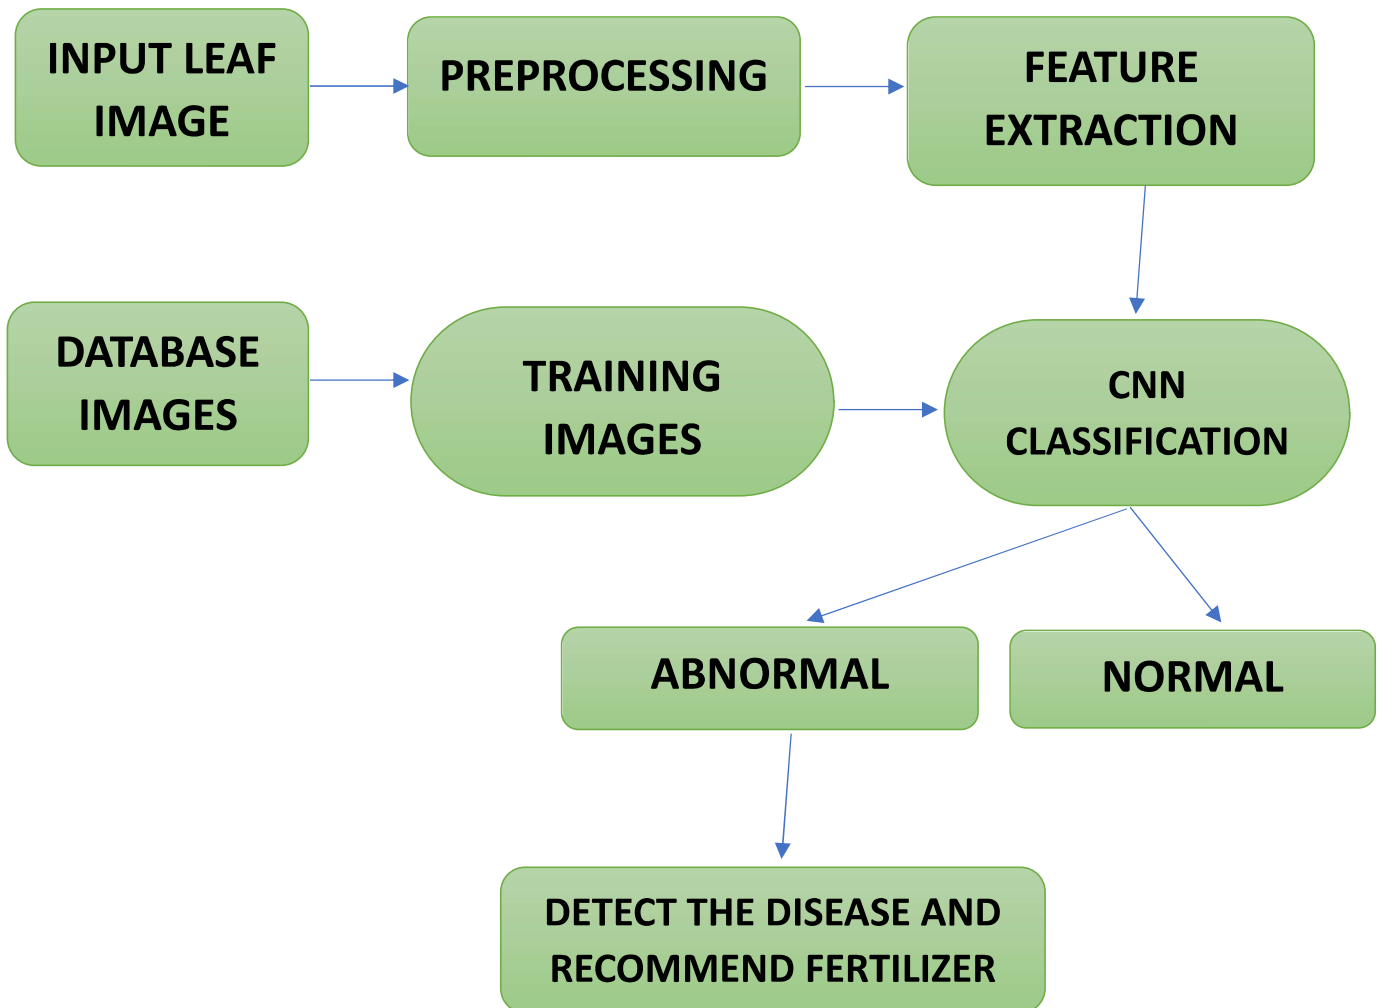 INPUT LEAF
IMAGE
PREPROCESSING
FEATURE
EXTRACTION
DATABASE
IMAGES
TRAINING
IMAGES
CNN
CLASSIFICATION
ABNORMAL
NORMAL
DETECT THE DISEASE AND
RECOMMEND FERTILIZER